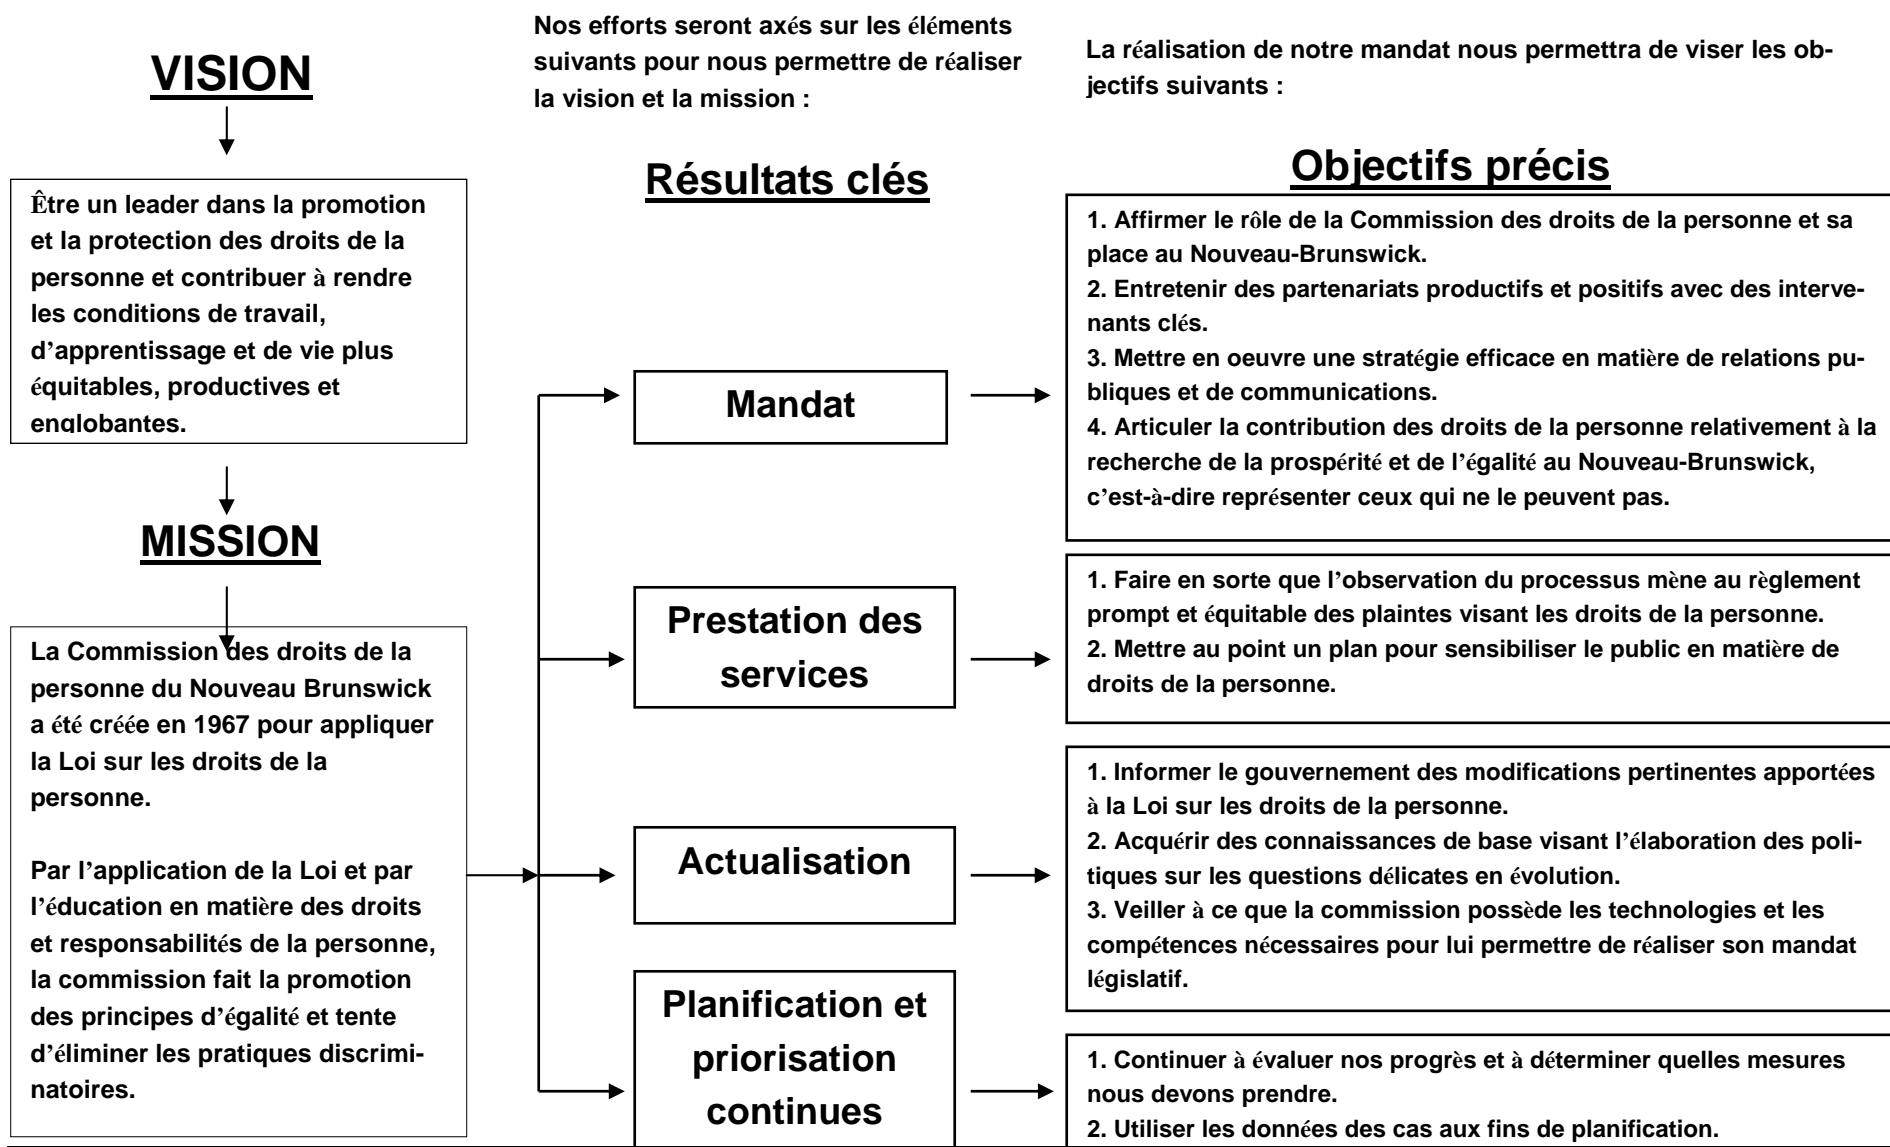 VISION
Être un leader dans la promotion
et la protection des droits de la
personne et contribuer à rendre
les conditions de travail,
d’apprentissage et de vie plus
équitables, productives et
englobantes.
MISSION
La Commission des droits de la
personne du Nouveau Brunswick
a été créée en 1967 pour appliquer
la Loi sur les droits de la
personne.
Par l’application de la Loi et par
l’éducation en matière des droits
et responsabilités de la personne,
la commission fait la promotion
des principes d’égalité et tente
d’éliminer les pratiques discrimi-
natoires.
Nos efforts seront axés sur les éléments
suivants pour nous permettre de réaliser
la vision et la mission :
Résultats clés
Mandat
Prestation des
services
Actualisation
Planification et
priorisation
continues
La réalisation de notre mandat nous permettra de viser les ob-
jectifs suivants :
Objectifs précis
1. Affirmer le rôle de la Commission des droits de la personne et sa
place au Nouveau-Brunswick.
2. Entretenir des partenariats productifs et positifs avec des interve-
nants clés.
3. Mettre en oeuvre une stratégie efficace en matière de relations pu-
bliques et de communications.
4. Articuler la contribution des droits de la personne relativement à la
recherche de la prospérité et de l’égalité au Nouveau-Brunswick,
c’est-à-dire représenter ceux qui ne le peuvent pas.
1. Faire en sorte que l’observation du processus mène au règlement
prompt et équitable des plaintes visant les droits de la personne.
2. Mettre au point un plan pour sensibiliser le public en matière de
droits de la personne.
1. Informer le gouvernement des modifications pertinentes apportées
à la Loi sur les droits de la personne.
2. Acquérir des connaissances de base visant l’élaboration des poli-
tiques sur les questions délicates en évolution.
3. Veiller à ce que la commission possède les technologies et les
compétences nécessaires pour lui permettre de réaliser son mandat
législatif.
1. Continuer à évaluer nos progrès et à déterminer quelles mesures
nous devons prendre.
2. Utiliser les données des cas aux fins de planification.